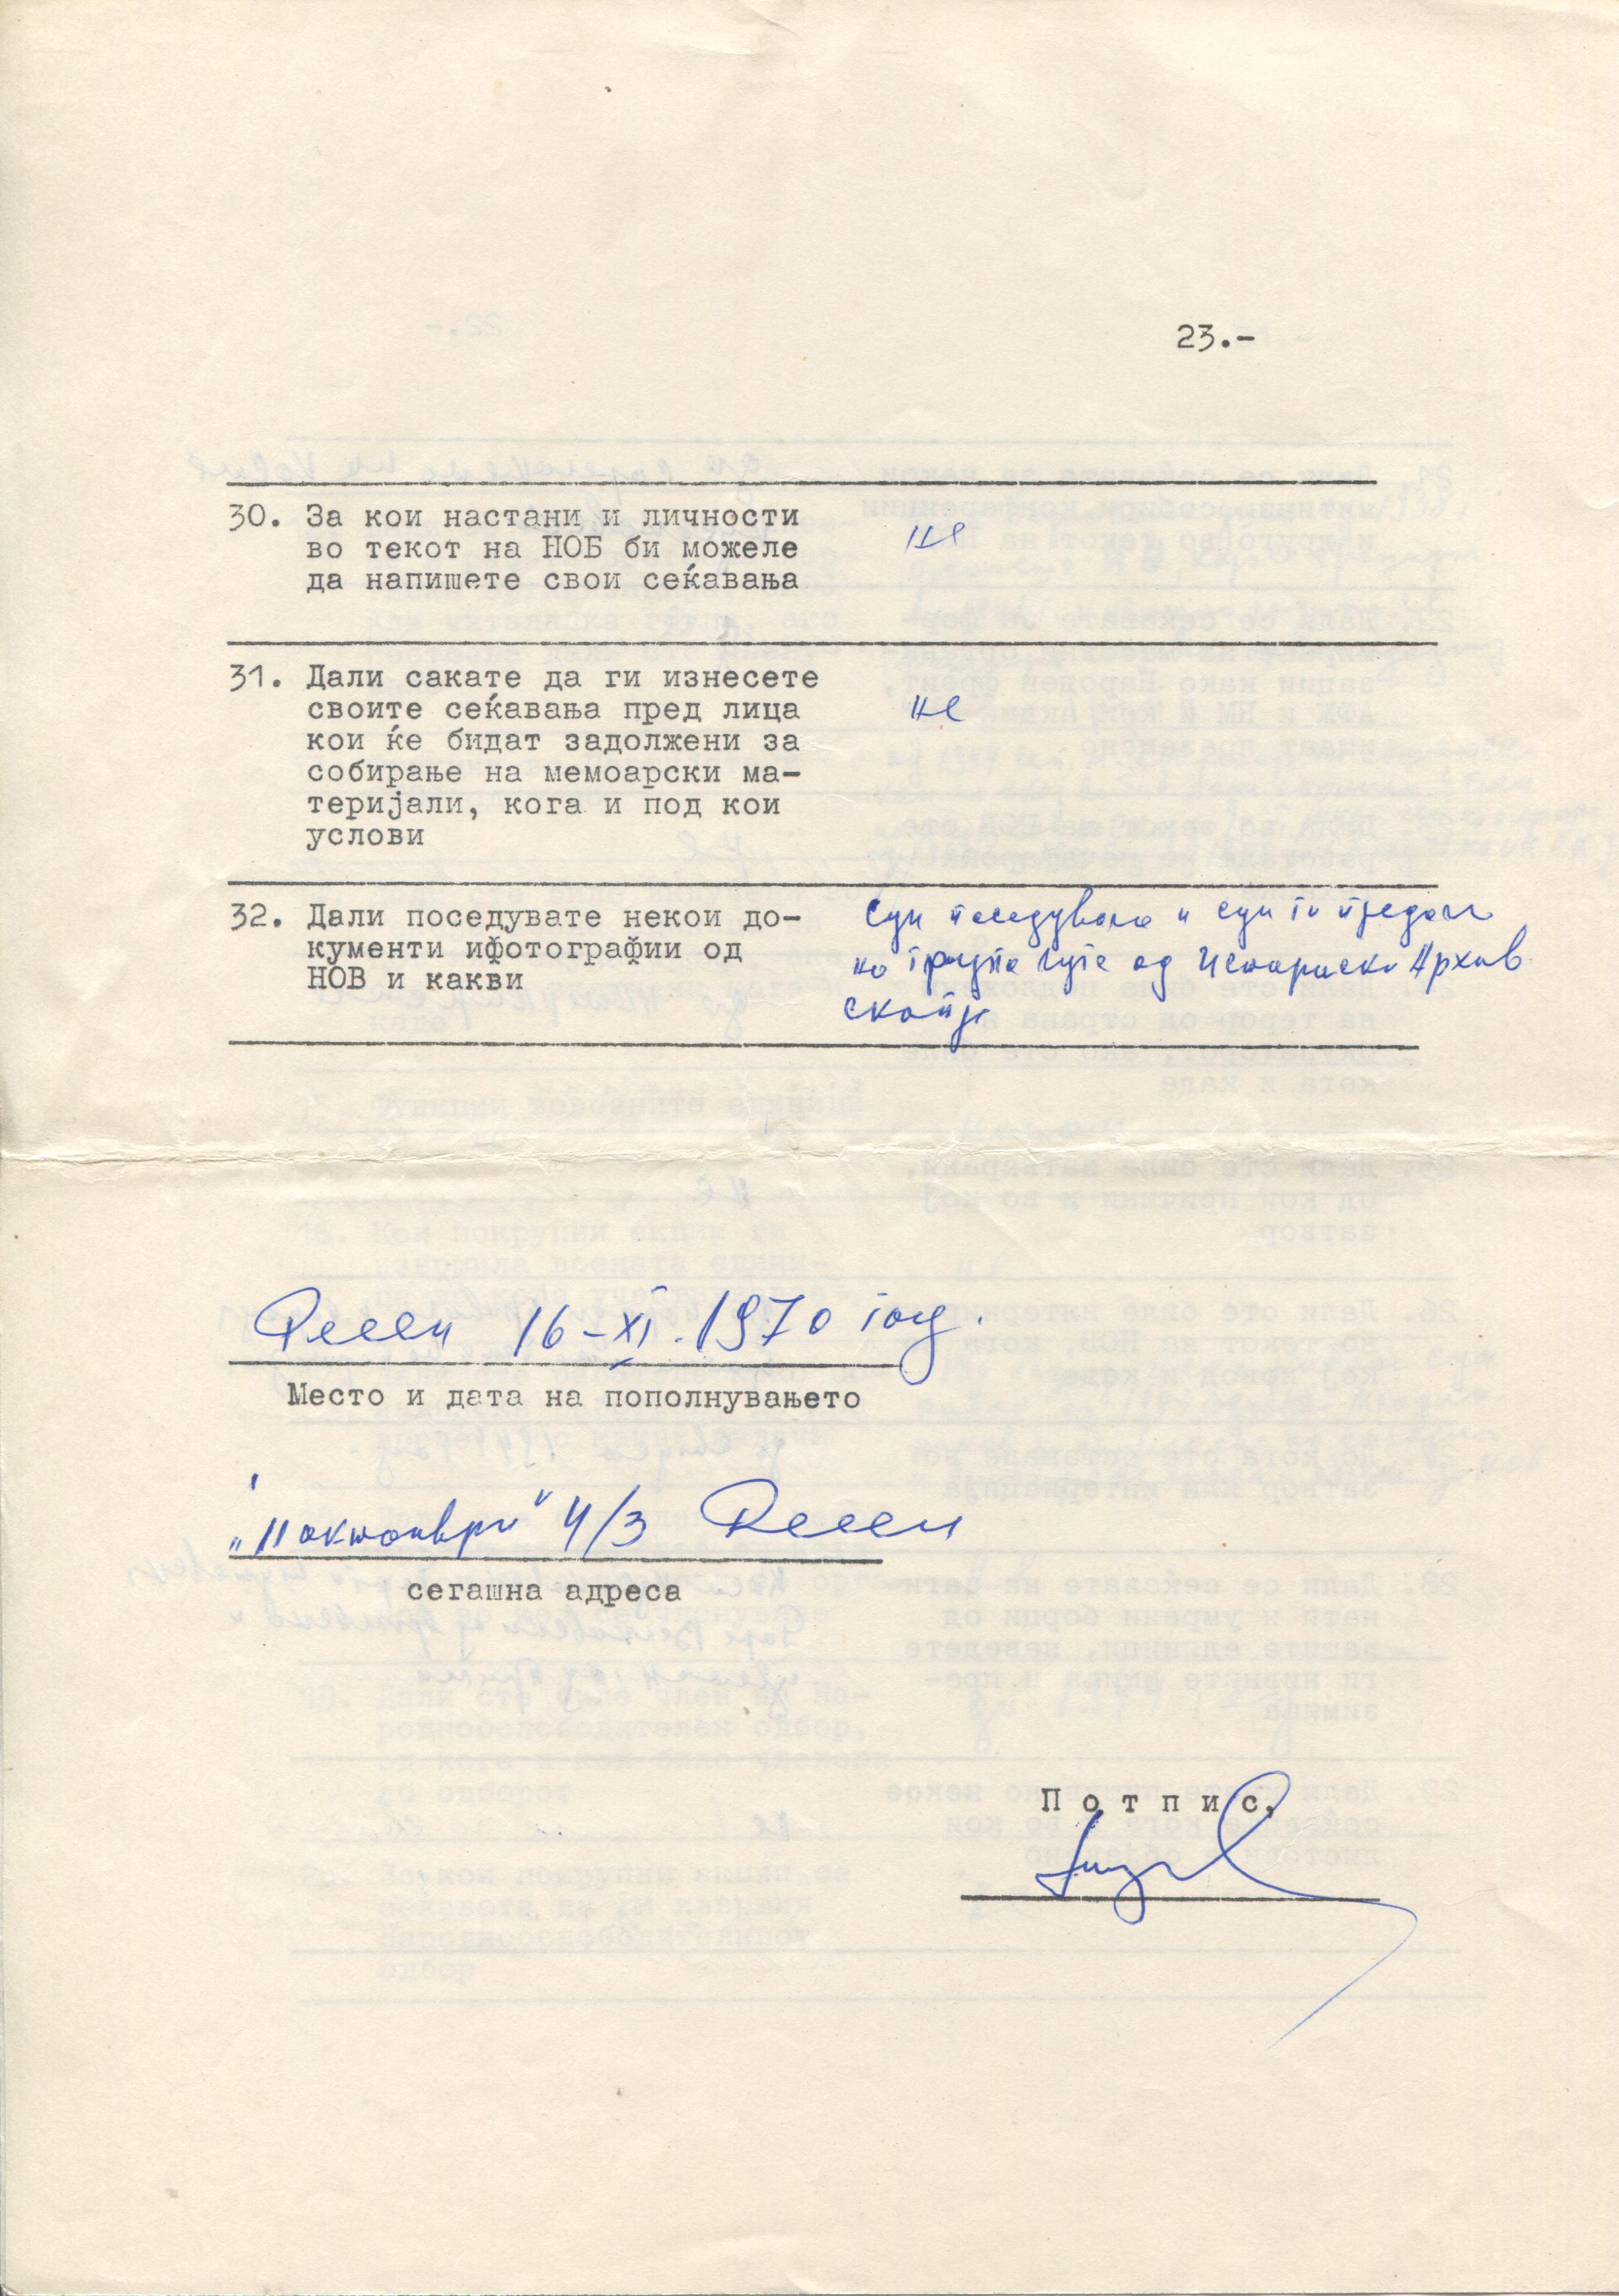 23.-
30. За кои настани и личности
во текот на НОБ би можеле
да напишете свои сеќавања
не
31. Дали сакате да ги изнесете
своите сеќавања пред лица
кои ќе бидат задолжени за
собирање на мемоарски ма-
теријали, кога и под кои
услови
не
32. Дали поседувате некои до-
кументи ифотографии од
НОВ и какви
Сум поседувала и сум ги предала
на група луѓе од Историски Архив
Скопје
Ресен 16-XI.1970 год.
Место и дата на пополнувањето
„11 октомври" 4/3 Ресен
сегашна адреса
Потпис,